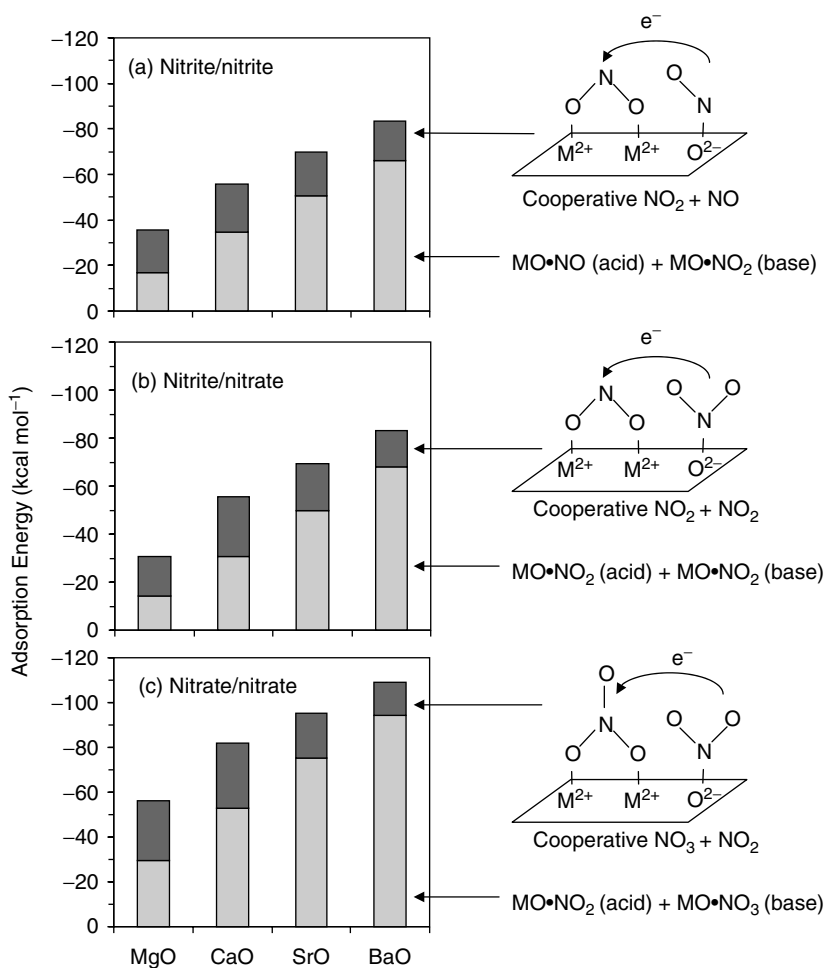 Adsorption Energy (kcal mol⁻¹)
−120
−100
−80
−60
−40
−20
0
(a) Nitrite/nitrite
e⁻
N
O
O
O
N
M²⁺
M²⁺
O²⁻
Cooperative NO₂ + NO
MO•NO (acid) + MO•NO₂ (base)
−120
−100
−80
−60
−40
−20
0
(b) Nitrite/nitrate
e⁻
N
O
O
O
O
N
M²⁺
M²⁺
O²⁻
Cooperative NO₂ + NO₂
MO•NO₂ (acid) + MO•NO₂ (base)
−120
−100
−80
−60
−40
−20
0
(c) Nitrate/nitrate
e⁻
O
N
O
O
O
O
N
M²⁺
M²⁺
O²⁻
Cooperative NO₃ + NO₂
MO•NO₂ (acid) + MO•NO₃ (base)
MgO CaO SrO BaO